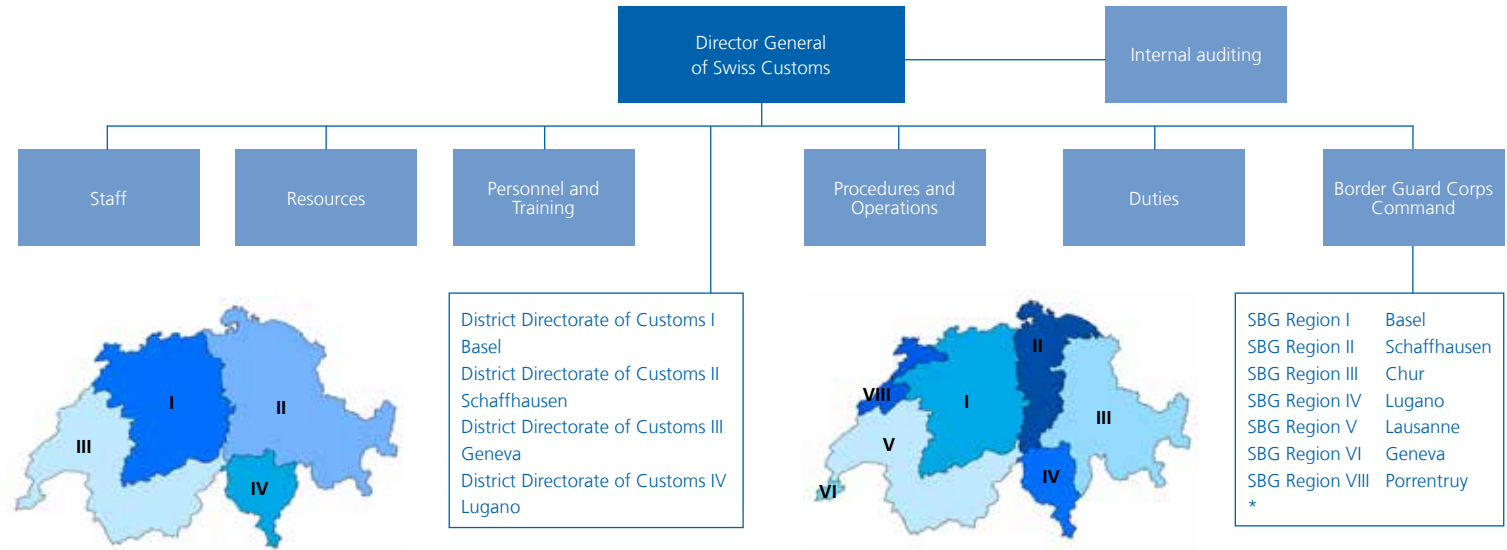 Director General
of Swiss Customs
Internal auditing
Staff
Resources
Personnel and
Training
Procedures and
Operations
Duties
Border Guard Corps
Command
I
II
III
IV
District Directorate of Customs I
Basel
District Directorate of Customs II
Schaffhausen
District Directorate of Customs III
Geneva
District Directorate of Customs IV
Lugano
II
VIII
I
III
V
IV
VI
SBG Region I Basel
SBG Region II Schaffhausen
SBG Region III Chur
SBG Region IV Lugano
SBG Region V Lausanne
SBG Region VI Geneva
SBG Region VIII Porrentruy
*